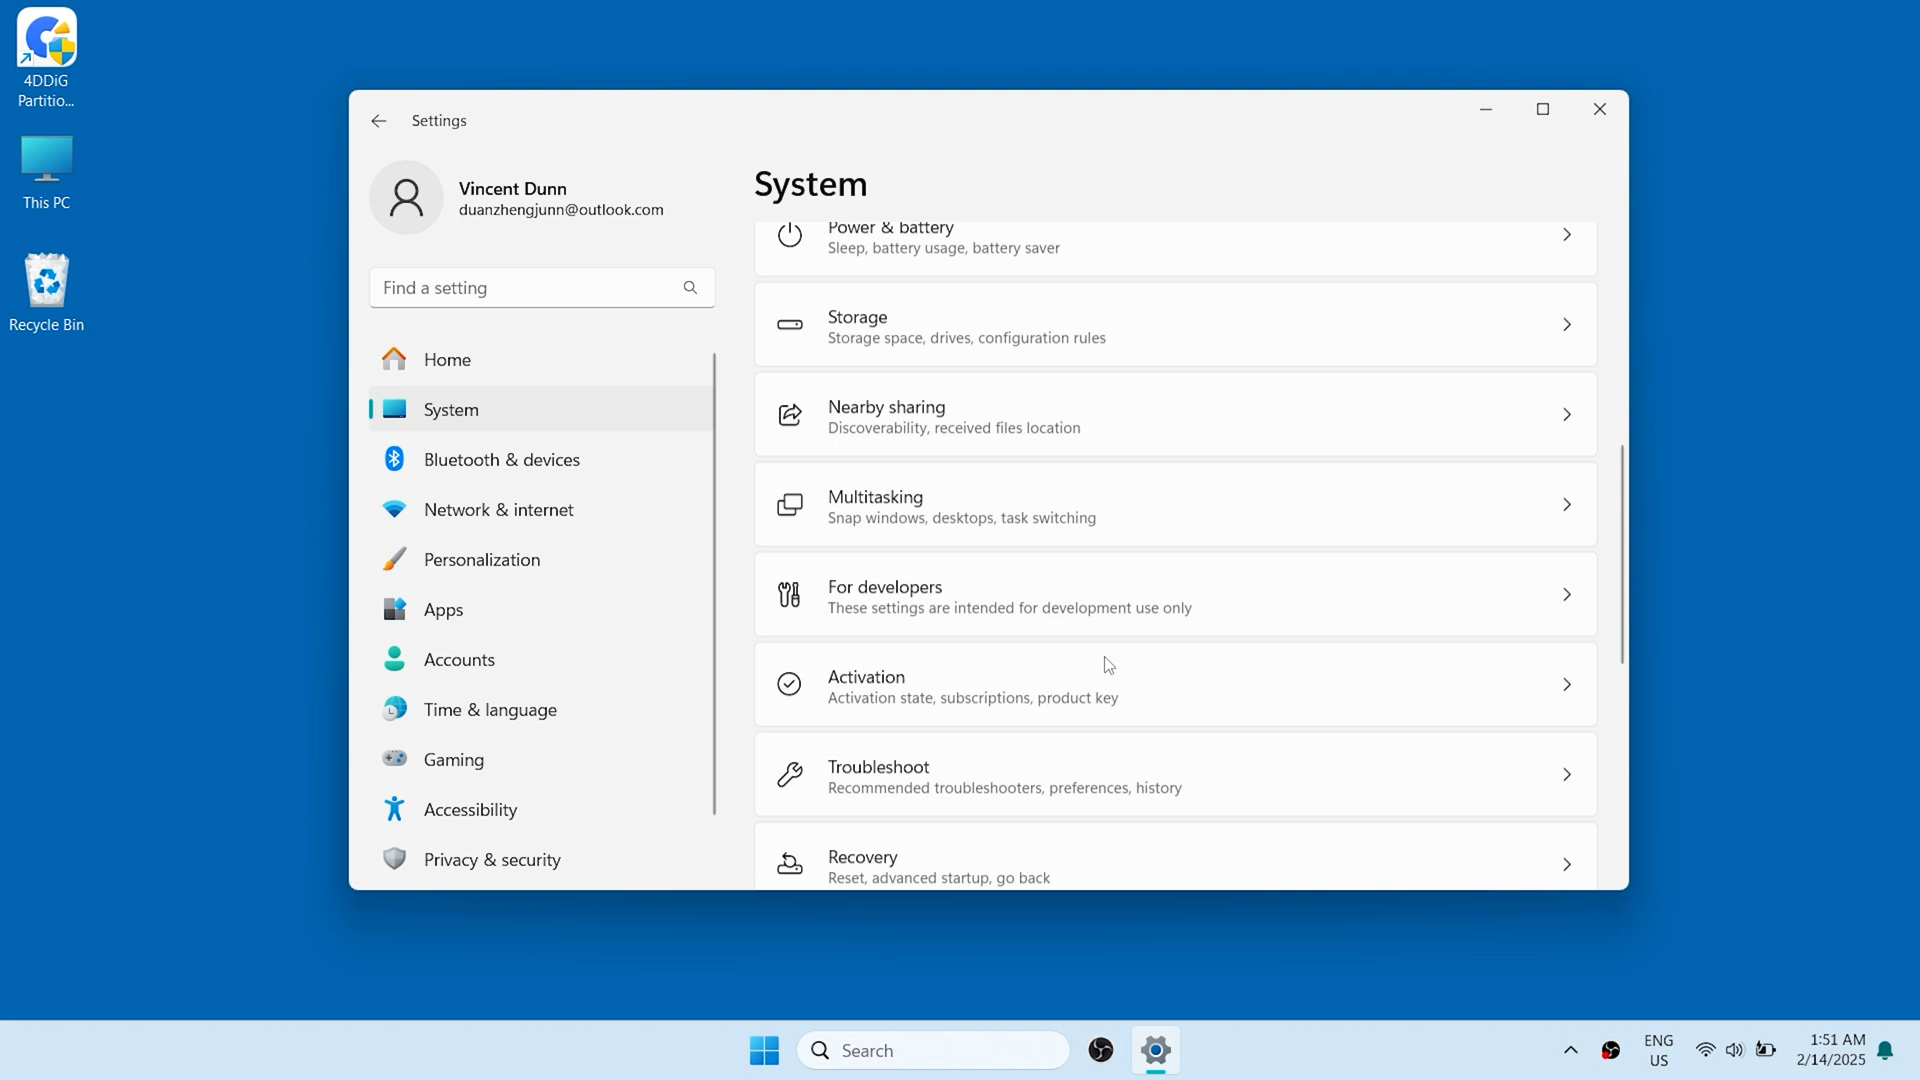 4DDiG
Partitio...
This PC
Recycle Bin
Settings
Vincent Dunn
duanzhengjunn@outlook.com
Find a setting
Home
System
Bluetooth & devices
Network & internet
Personalization
Apps
Accounts
Time & language
Gaming
Accessibility
Privacy & security
System
Power & battery
Sleep, battery usage, battery saver
Storage
Storage space, drives, configuration rules
Nearby sharing
Discoverability, received files location
Multitasking
Snap windows, desktops, task switching
For developers
These settings are intended for development use only
Activation
Activation state, subscriptions, product key
Troubleshoot
Recommended troubleshooters, preferences, history
Recovery
Reset, advanced startup, go back
Search
ENG
US
1:51 AM
2/14/2025